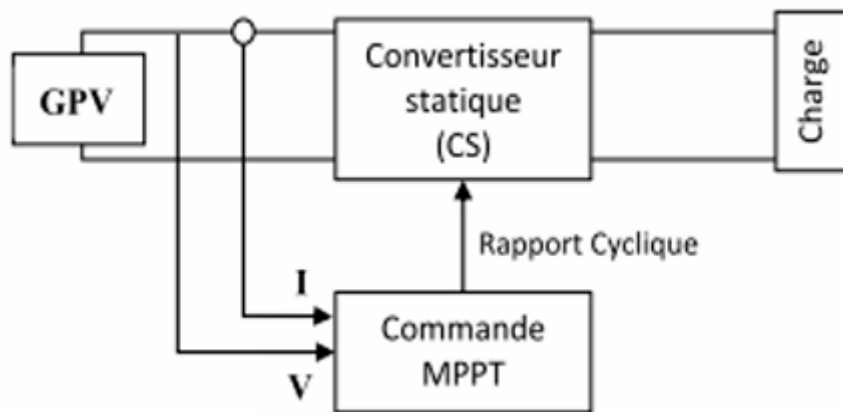 GPV
Convertisseur
statique
(CS)
Charge
Rapport Cyclique
I
V
Commande
MPPT